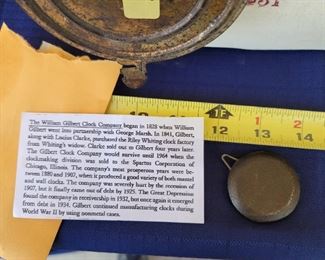 The William Gilbert Clock Company began in 1828 when William
Gilbert went into partnership with George Marsh. In 1841, Gilbert,
along with Lucius Clarke, purchased the Riley Whiting clock factory
from Whiting's widow. Clarke sold out to Gilbert four years later.
The Gilbert Clock Company would survive until 1964 when the
clockmaking division was sold to the Spartus Corporation of
Chicago, Illinois. The company's most prosperous years were be-
tween 1880 and 1907, when it produced a good variety of both mantel
and wall clocks. The company was severely hurt by the recession of
1907, but it finally came out of debt by 1925. The Great Depression
found the company in receivership in 1932, but once again it emerged
from debt in 1934. Gilbert continued manufacturing clocks during
World War II by using nonmetal cases.
1F
12 13 14